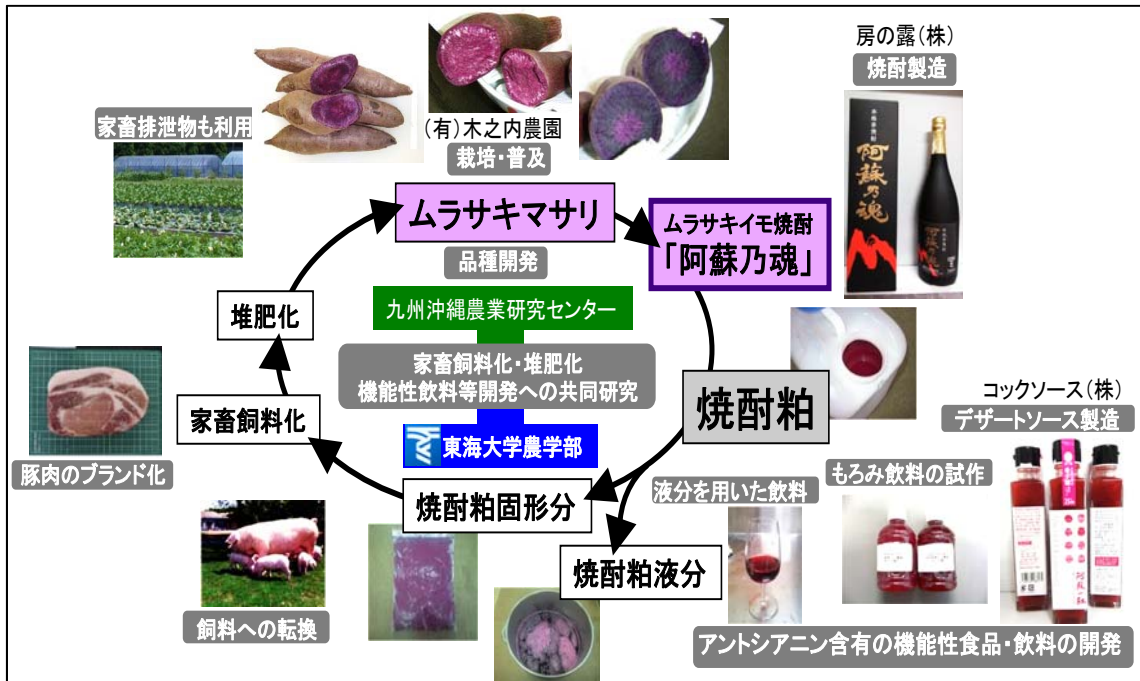 房の露(株)
焼酎製造
家畜排泄物も利用
(有)木之内農園
栽培・普及
阿蘇乃魂
ムラサキマサリ
ムラサキイモ焼酎
「阿蘇乃魂」
品種開発
九州沖縄農業研究センター
堆肥化
家畜飼料化・堆肥化
機能性飲料等開発への共同研究
焼酎粕
コックソース(株)
デザートソース製造
家畜飼料化
東海大学農学部
豚肉のブランド化
もろみ飲料の試作
液分を用いた飲料
焼酎粕固形分
焼酎粕液分
飼料への転換
アントシアニン含有の機能性食品・飲料の開発